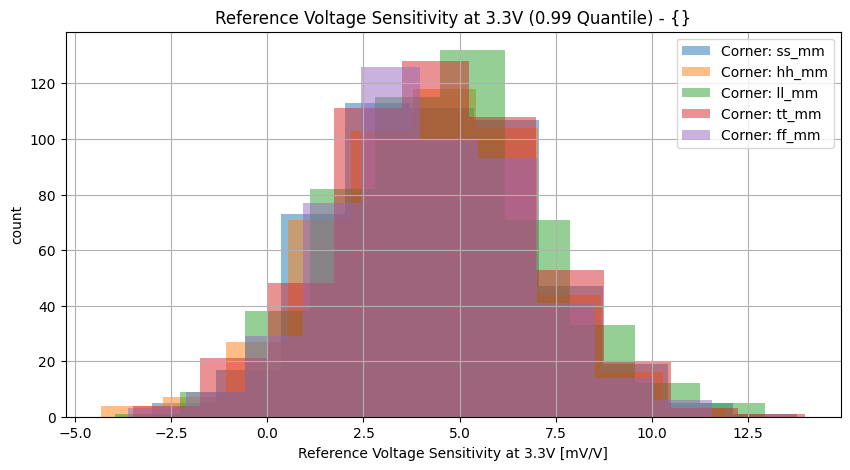 Reference Voltage Sensitivity at 3.3V (0.99 Quantile) - {}
Corner: ss_mm
Corner: hh_mm
Corner: ll_mm
Corner: tt_mm
Corner: ff_mm
120
100
80
60
40
20
0
count
-5.0 -2.5 0.0 2.5 5.0 7.5 10.0 12.5
Reference Voltage Sensitivity at 3.3V [mV/V]